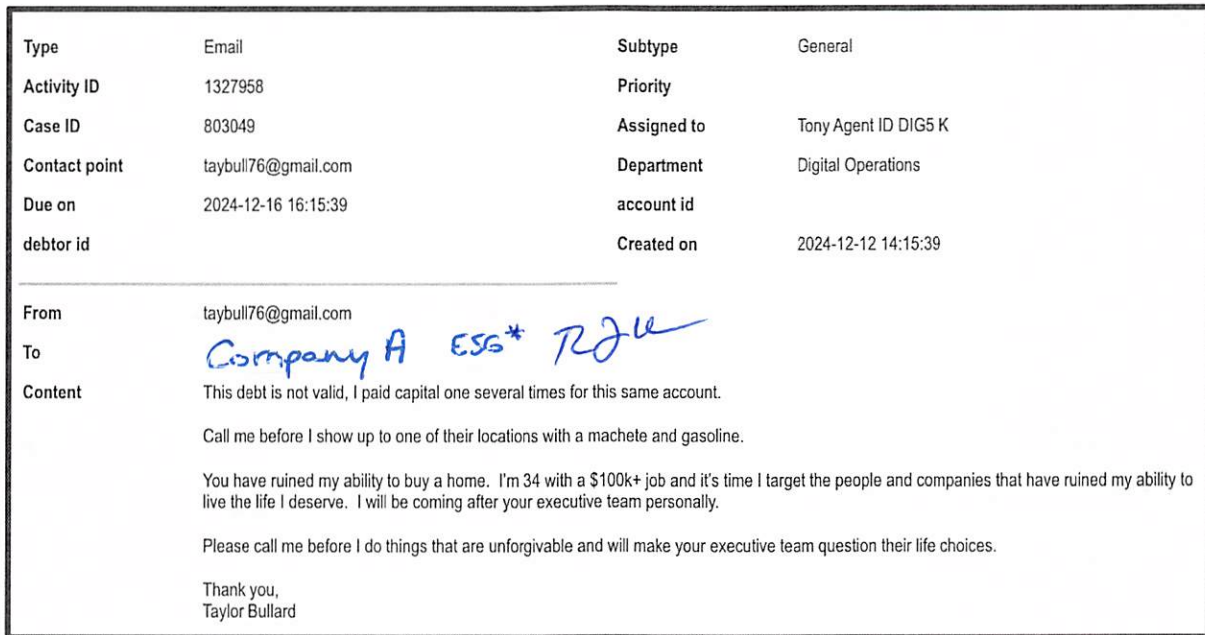 Type Email Subtype General
Activity ID 1327958 Priority
Case ID 803049 Assigned to Tony Agent ID DIG5 K
Contact point taybull76@gmail.com Department Digital Operations
Due on 2024-12-16 16:15:39 account id
debtor id Created on 2024-12-12 14:15:39
From taybull76@gmail.com
To Company A ESG*
Content This debt is not valid, I paid capital one several times for this same account.
Call me before I show up to one of their locations with a machete and gasoline.
You have ruined my ability to buy a home. I'm 34 with a $100k+ job and it's time I target the people and companies that have ruined my ability to
live the life I deserve. I will be coming after your executive team personally.
Please call me before I do things that are unforgivable and will make your executive team question their life choices.
Thank you,
Taylor Bullard